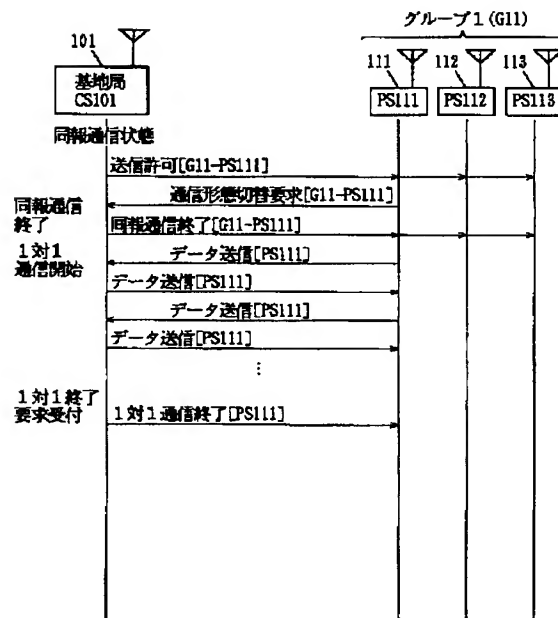 グループ1(G11)
101
111
112
113
基地局
CS101
PS111
PS112
PS113
同報通信状態
送信許可[G11-PS111]
通信形態切替要求[G11-PS111]
同報通信
終了
同報通信終了[G11-PS111]
1対1
通信開始
データ送信[PS111]
データ送信[PS111]
データ送信[PS111]
データ送信[PS111]
⋮
1対1終了
要求受付
1対1通信終了[PS111]